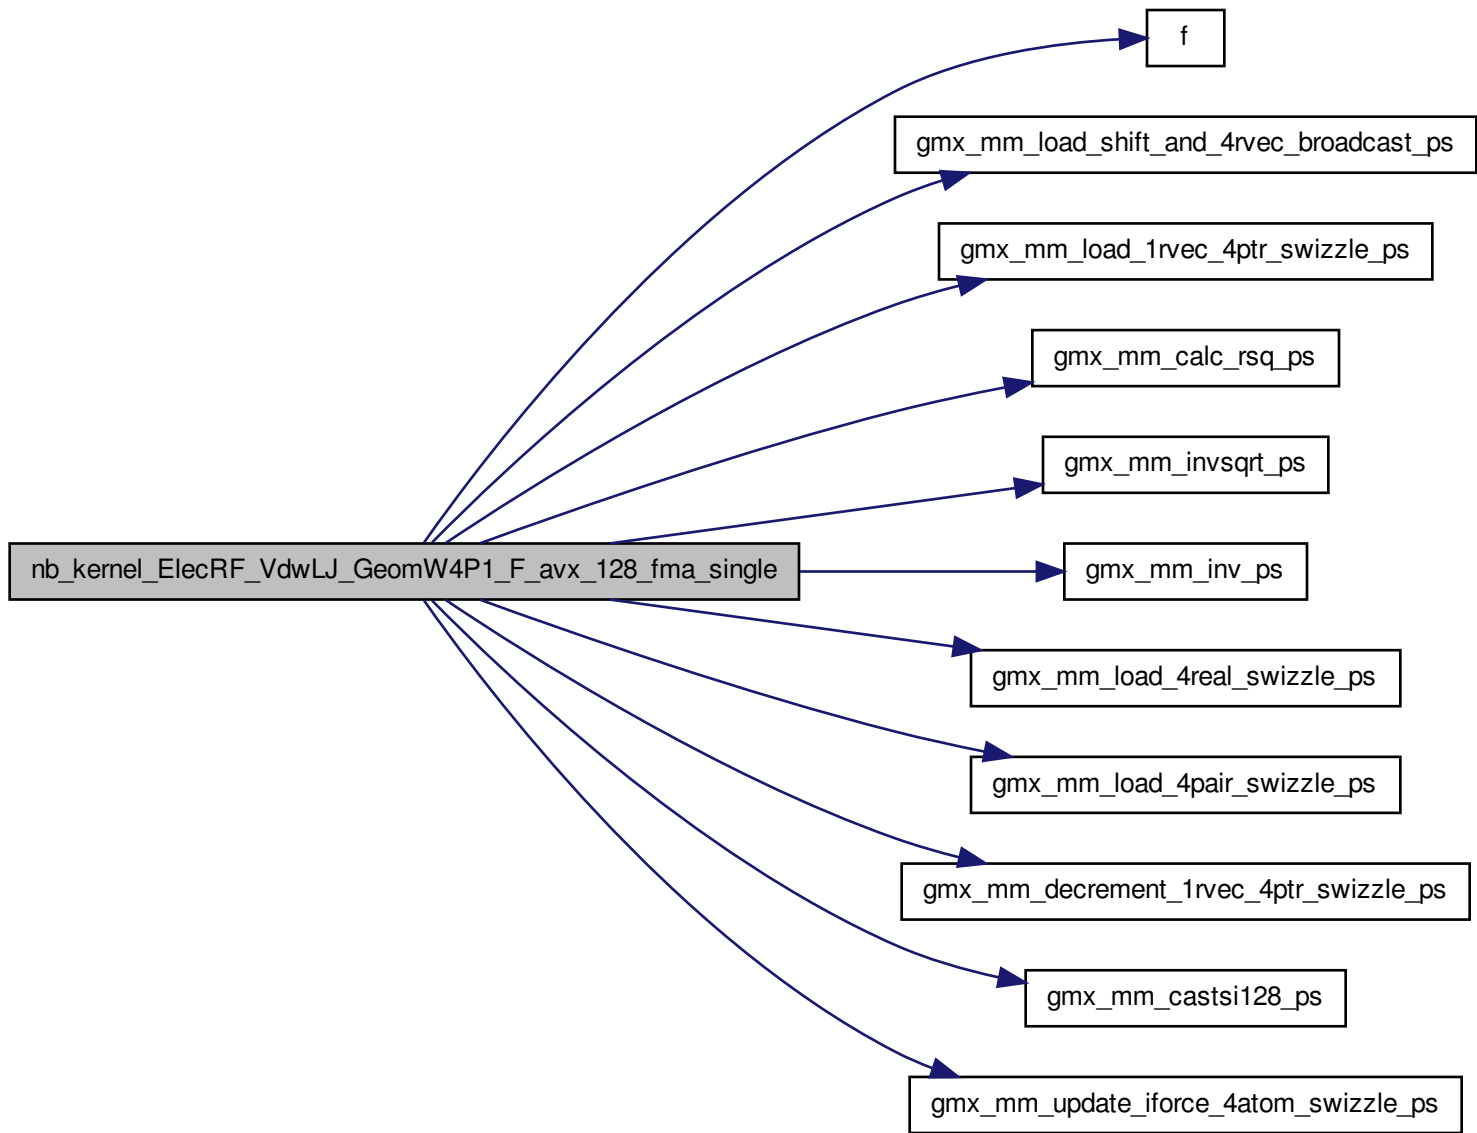 f
gmx_mm_load_shift_and_4rvec_broadcast_ps
gmx_mm_load_1rvec_4ptr_swizzle_ps
gmx_mm_calc_rsq_ps
gmx_mm_invsqrt_ps
nb_kernel_ElecRF_VdwLJ_GeomW4P1_F_avx_128_fma_single
gmx_mm_inv_ps
gmx_mm_load_4real_swizzle_ps
gmx_mm_load_4pair_swizzle_ps
gmx_mm_decrement_1rvec_4ptr_swizzle_ps
gmx_mm_castsi128_ps
gmx_mm_update_iforce_4atom_swizzle_ps